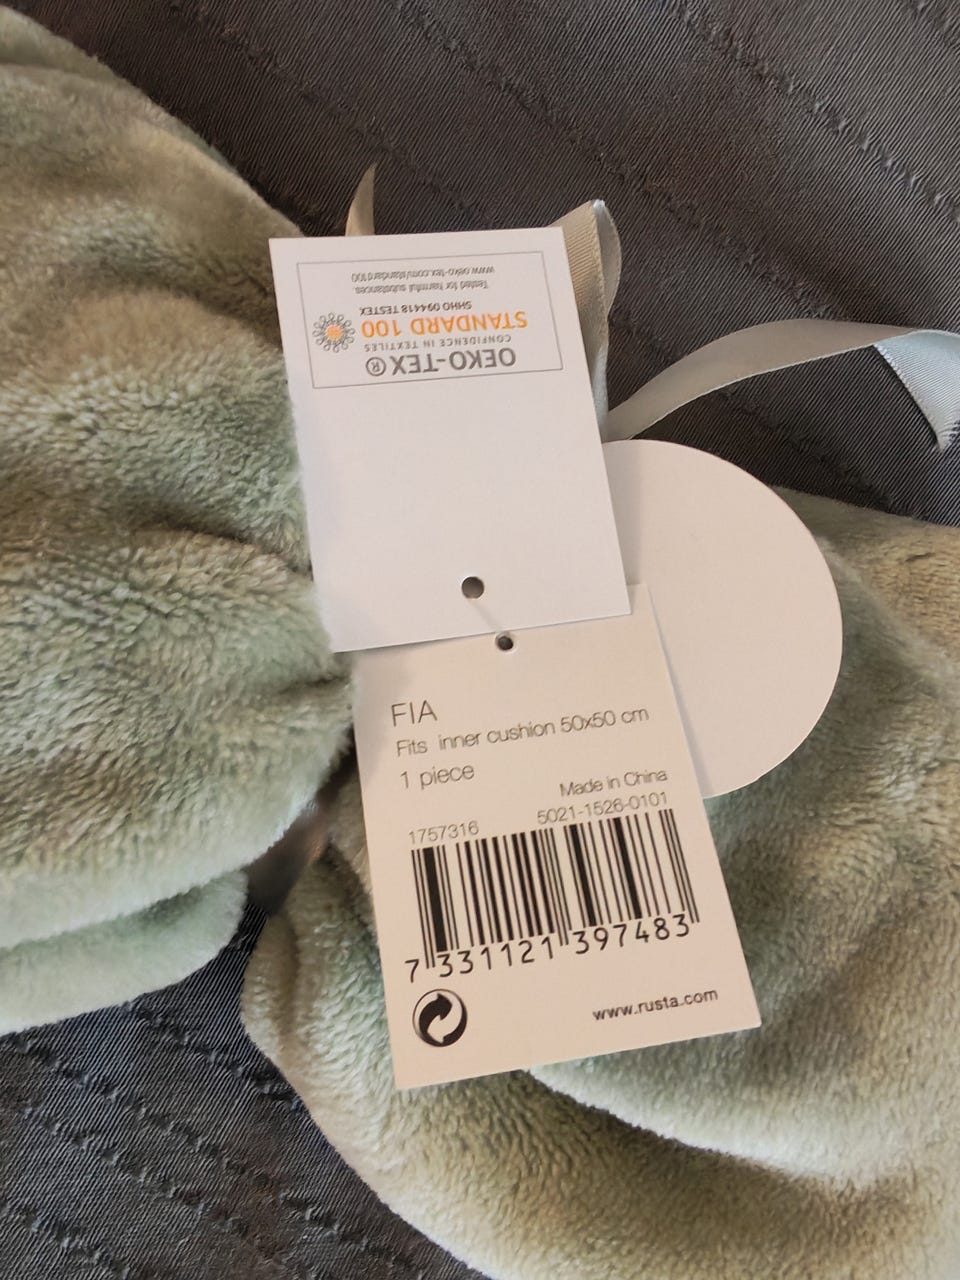 OEKO-TEX®
CONFIDENCE IN TEXTILES
STANDARD 100
SHHO 094418 TESTEX
Tested for harmful substances.
www.oeko-tex.com/standard100
FIA
Fits inner cushion 50x50 cm
1 piece
Made in China
1757316 5021-1526-0101
7 331121 397483
www.rusta.com